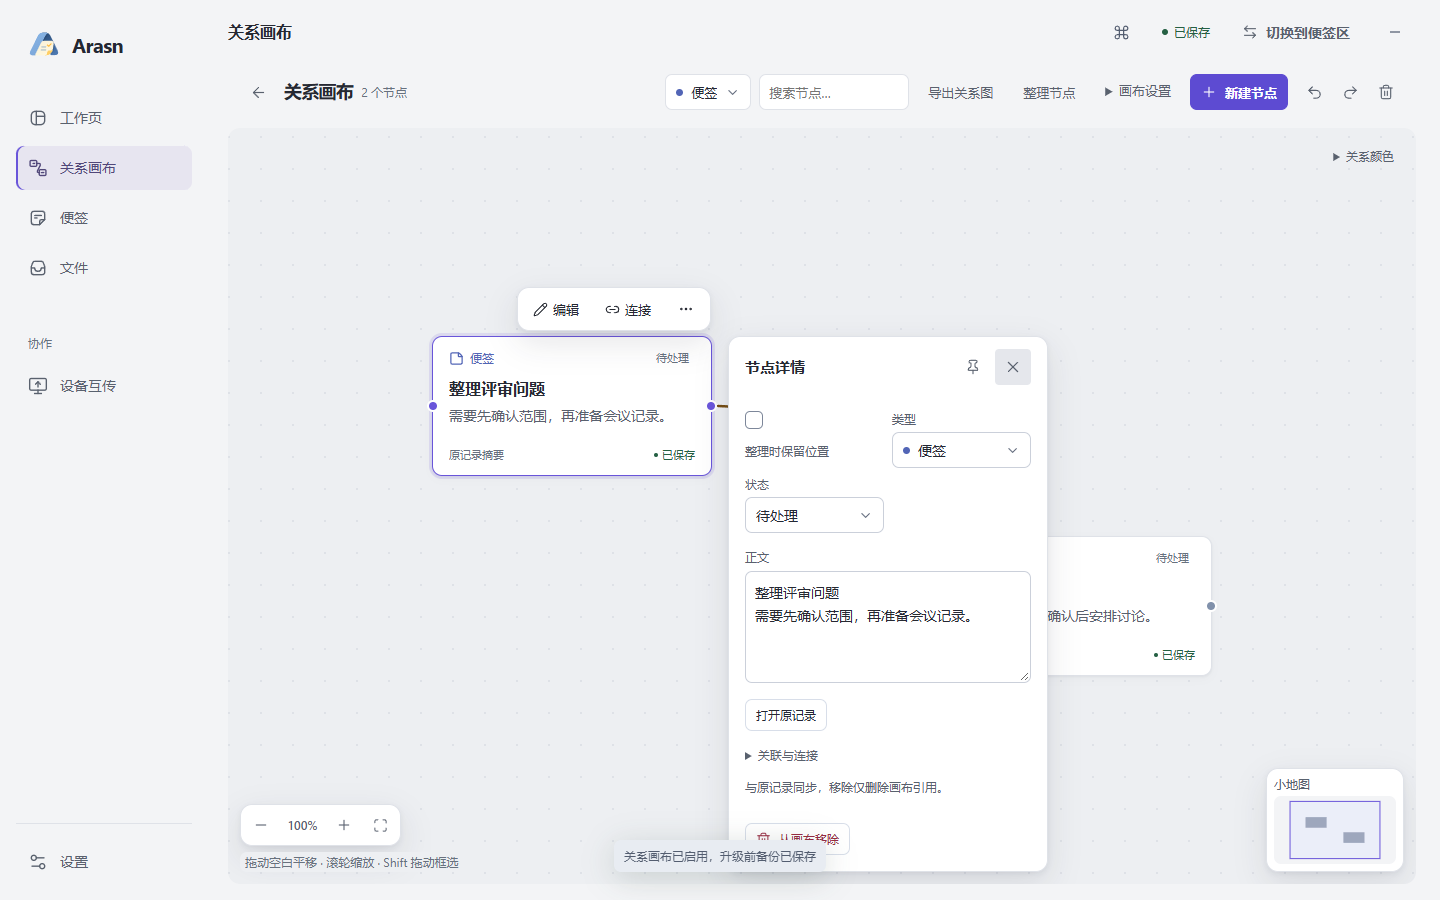 Arasn
关系画布
已保存
切换到便签区
关系画布
2 个节点
便签
搜索节点...
导出关系图
整理节点
画布设置
新建节点
工作页
关系画布
便签
文件
协作
设备互传
设置
关系颜色
编辑
连接
便签
待处理
整理评审问题
需要先确认范围，再准备会议记录。
原记录摘要
已保存
节点详情
整理时保留位置
类型
便签
状态
待处理
正文
整理评审问题
需要先确认范围，再准备会议记录。
打开原记录
关联与连接
与原记录同步，移除仅删除画布引用。
从画布移除
待处理
确认后安排讨论。
已保存
小地图
100%
拖动空白平移 · 滚轮缩放 · Shift 拖动框选
关系画布已启用，升级前备份已保存